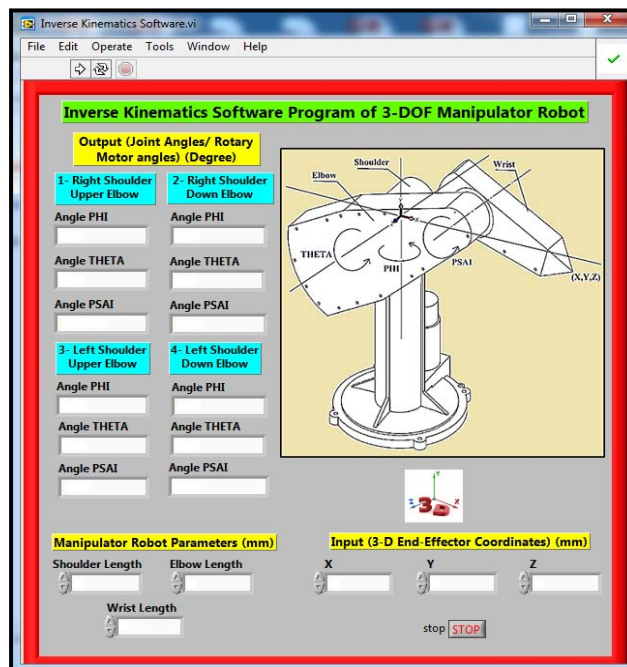 Inverse Kinematics Software.vi
File Edit Operate Tools Window Help
Inverse Kinematics Software Program of 3-DOF Manipulator Robot
Output (Joint Angles/ Rotary
Motor angles) (Degree)
1- Right Shoulder
Upper Elbow
2- Right Shoulder
Down Elbow
Angle PHI
Angle PHI
Angle THETA
Angle THETA
Angle PSAI
Angle PSAI
3- Left Shoulder
Upper Elbow
4- Left Shoulder
Down Elbow
Angle PHI
Angle PHI
Angle THETA
Angle THETA
Angle PSAI
Angle PSAI
Shoulder
Elbow
Wrist
THETA
PHI
PSAI
(X,Y,Z)
Y
3D
Z
X
Manipulator Robot Parameters (mm)
Shoulder Length
Elbow Length
Wrist Length
Input (3-D End-Effector Coordinates) (mm)
X
Y
Z
stop STOP